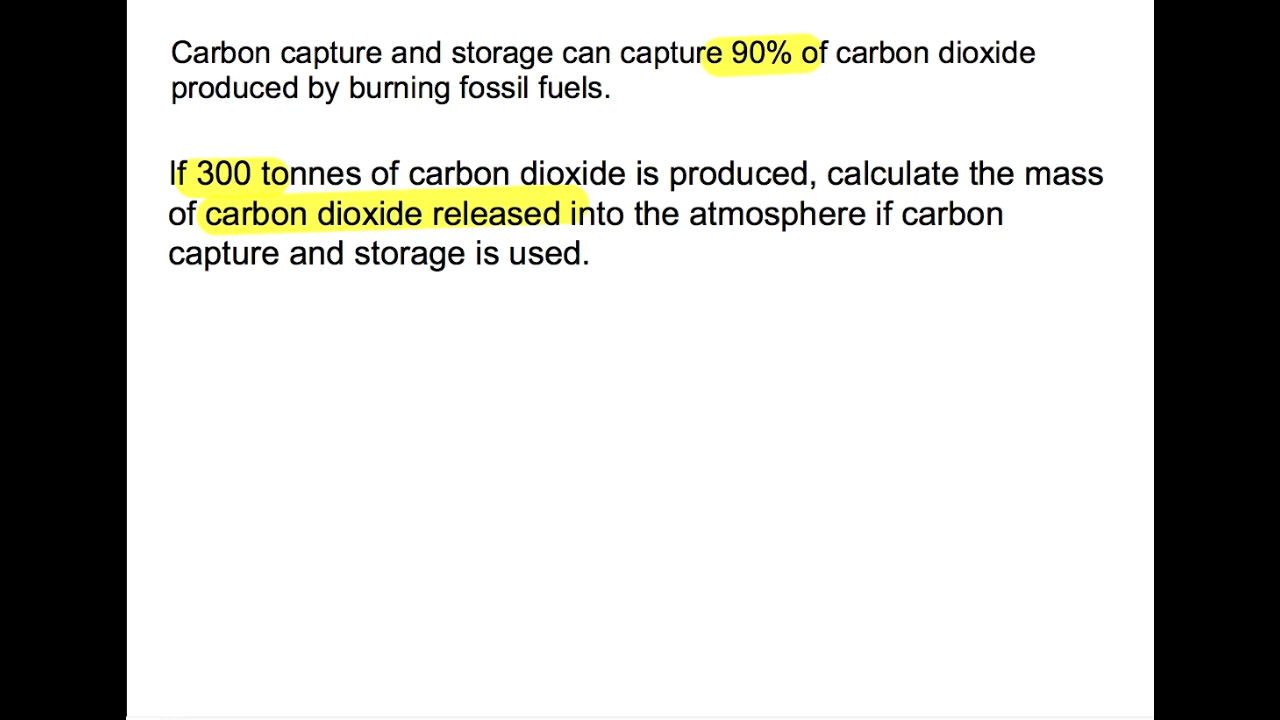 Carbon capture and storage can capture 90% of carbon dioxide
produced by burning fossil fuels.
If 300 tonnes of carbon dioxide is produced, calculate the mass
of carbon dioxide released into the atmosphere if carbon
capture and storage is used.